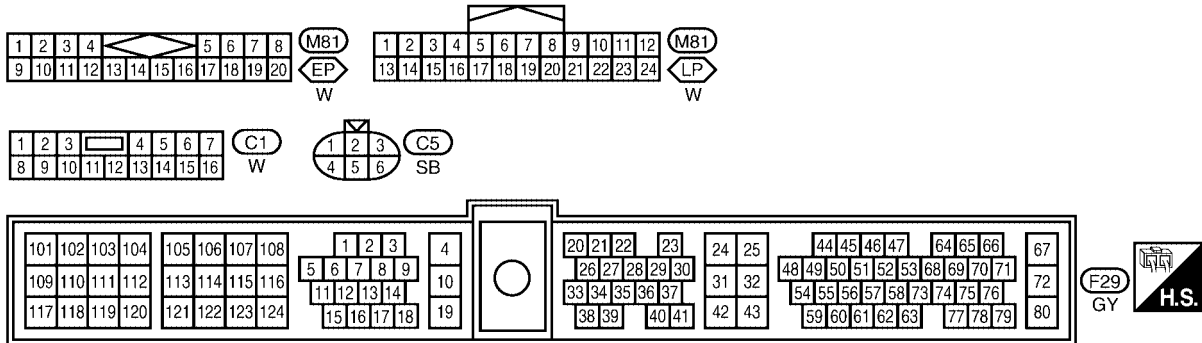 1 2 3 4 5 6 7 8 M81
9 10 11 12 13 14 15 16 17 18 19 20 EP
W
1 2 3 4 5 6 7 8 9 10 11 12 M81
13 14 15 16 17 18 19 20 21 22 23 24 LP
W
1 2 3 4 5 6 7 C1
8 9 10 11 12 13 14 15 16 W
1 2 3 C5
4 5 6 SB
101 102 103 104 105 106 107 108 1 2 3 4 20 21 22 23 24 25 44 45 46 47 64 65 66 67
109 110 111 112 113 114 115 116 5 6 7 8 9 10 26 27 28 29 30 31 32 48 49 50 51 52 53 68 69 70 71 72
11 12 13 14 33 34 35 36 37 54 55 56 57 58 73 74 75 76
117 118 119 120 121 122 123 124 15 16 17 18 19 38 39 40 41 42 43 59 60 61 62 63 77 78 79 80
F29
GY
H.S.